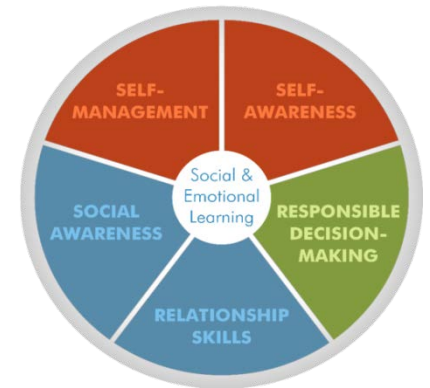 SELF-
MANAGEMENT
SELF-
AWARENESS
Social &
Emotional
Learning
SOCIAL
AWARENESS
RESPONSIBLE
DECISION-
MAKING
RELATIONSHIP
SKILLS